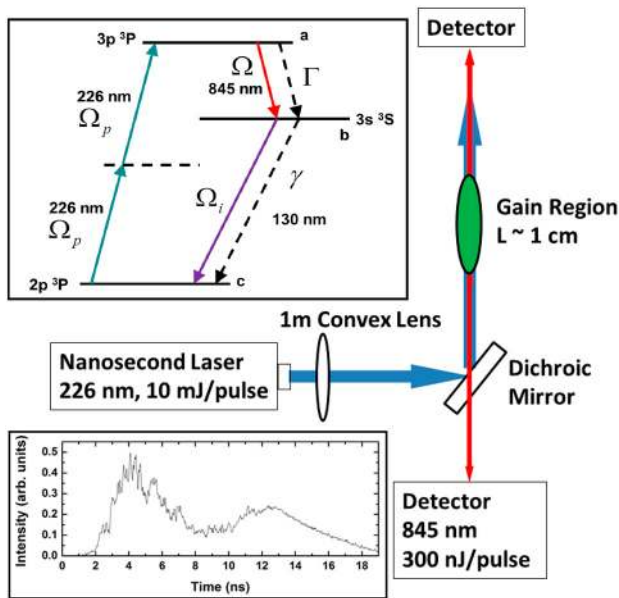 3p ³P
a
Ω
845 nm
Γ
226 nm
Ω_p
3s ³S
b
226 nm
Ω_p
Ω_i
γ
130 nm
2p ³P
c
Detector
Gain Region
L ~ 1 cm
1m Convex Lens
Nanosecond Laser
226 nm, 10 mJ/pulse
Dichroic
Mirror
Detector
845 nm
300 nJ/pulse
Intensity (arb. units)
0.5
0.4
0.3
0.2
0.1
0.0
0 2 4 6 8 10 12 14 16 18
Time (ns)